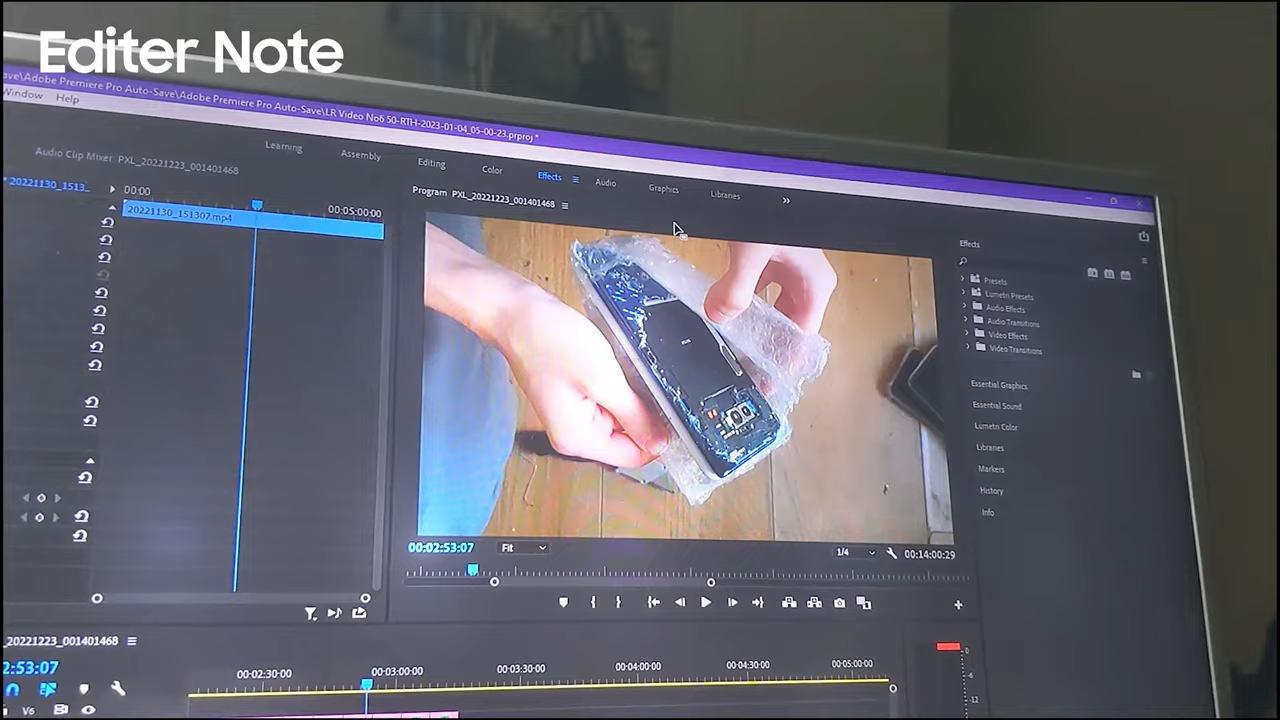 Editer Note
ave\Adobe Premiere Pro Auto-Save\Adobe Premiere Pro Auto-Save\LR Video No6 50-RTH-2023-01-04_05-00-23.prproj *
Window Help
Learning Assembly Editing Color Effects Audio Graphics Libraries
Audio Clip Mixer PXL_20221223_001401468
Program PXL_20221223_001401468
* 20221130_1513...
00:00
00:05:00:00
20221130_151307.mp4
Effects
Presets
Lumetri Presets
Audio Effects
Audio Transitions
Video Effects
Video Transitions
Essential Graphics
Essential Sound
Lumetri Color
Libraries
Markers
History
Info
00:02:53:07
Fit
1/4
00:14:00:29
_20221223_001401468
2:53:07
00:02:30:00
00:03:00:00
00:03:30:00
00:04:00:00
00:04:30:00
00:05:00:00
V6
0
-6
-12